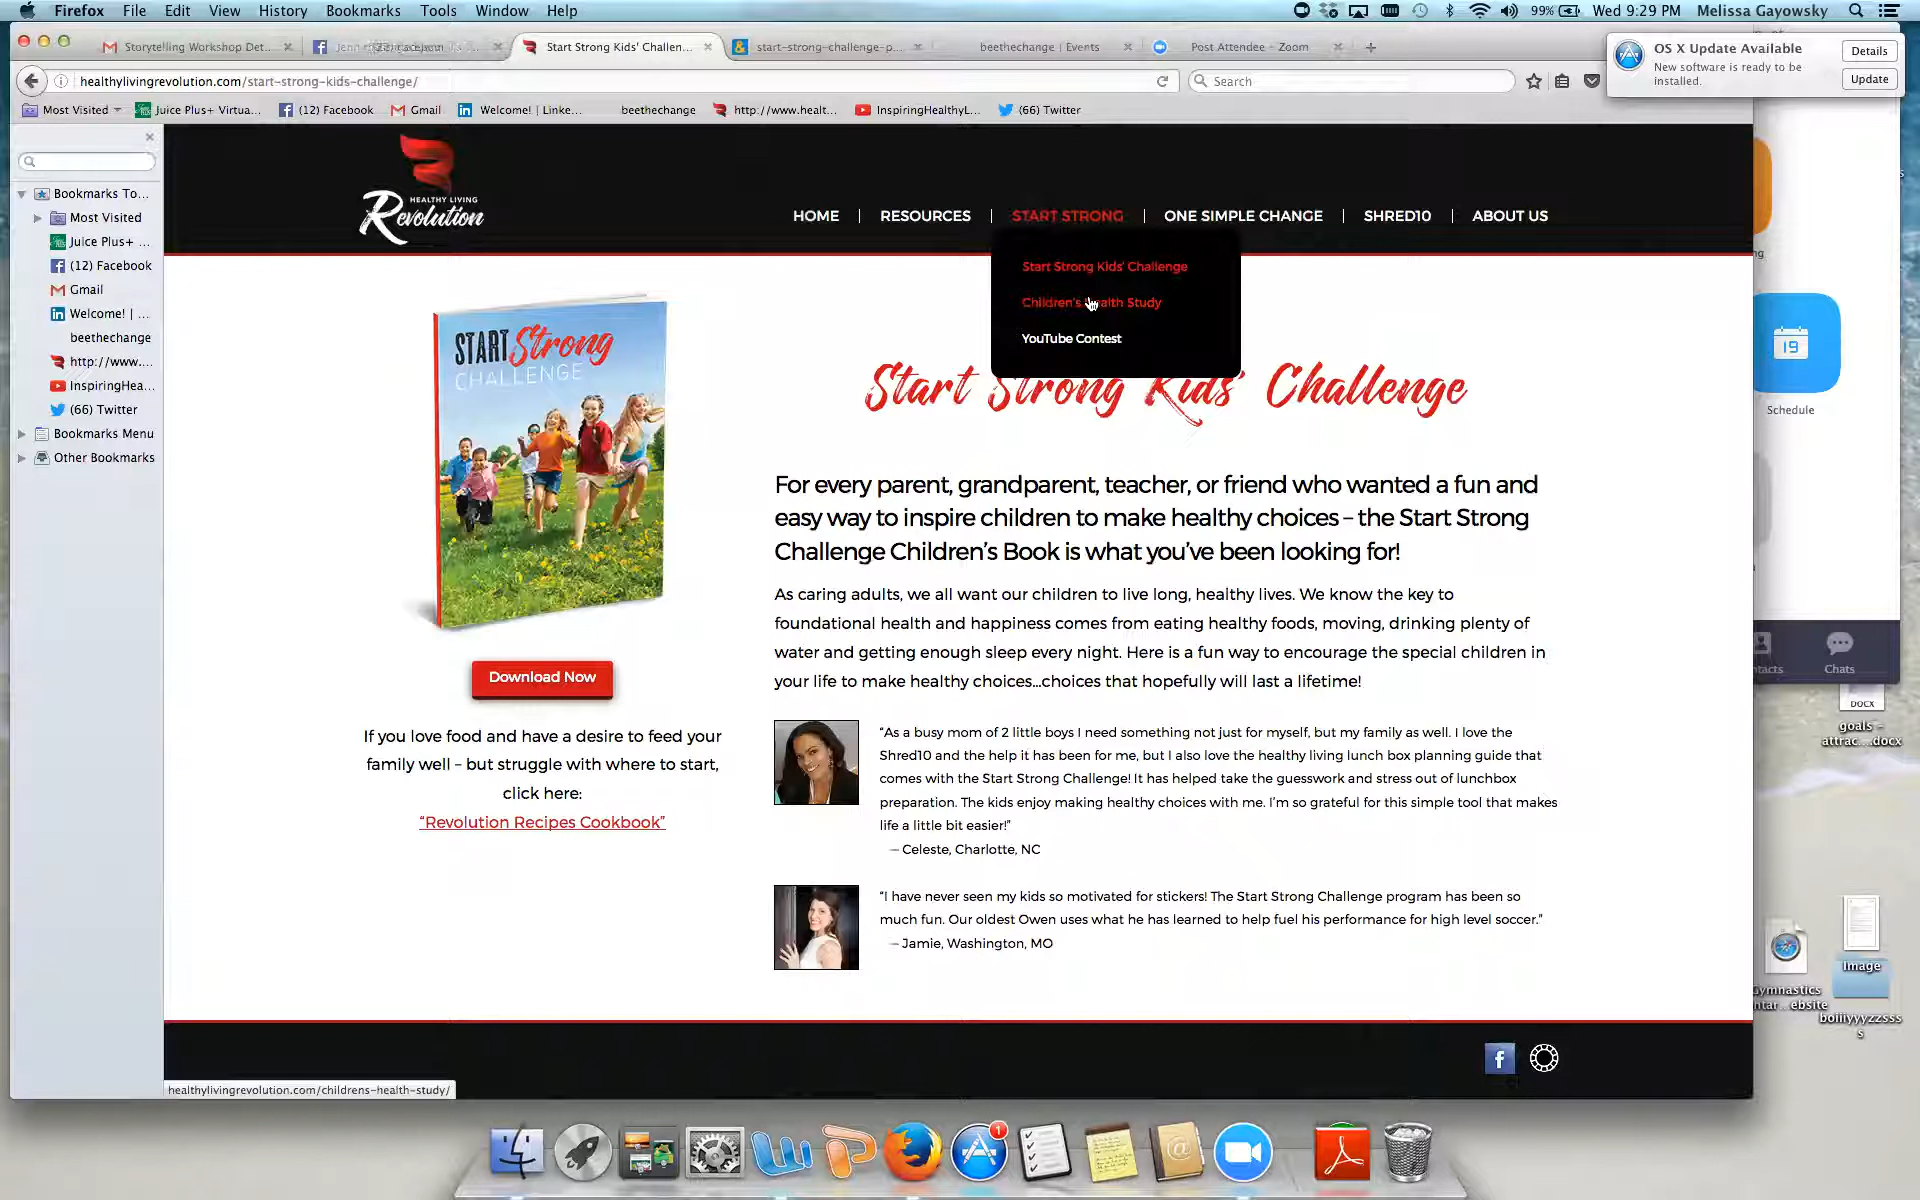 Firefox File Edit View History Bookmarks Tools Window Help
99% Wed 9:29 PM Melissa Gayowsky
Storytelling Workshop Det...
Start Strong Kids' Challen...
start-strong-challenge-p...
beethechange | Events
Post Attendee - Zoom
healthylivingrevolution.com/start-strong-kids-challenge/
Search
OS X Update Available
New software is ready to be
installed.
Details
Update
Most Visited
Juice Plus+ Virtua...
(12) Facebook
Gmail
Welcome! | Linke...
beethechange
http://www.healt...
InspiringHealthyL...
(66) Twitter
Bookmarks To...
Most Visited
Juice Plus+ ...
(12) Facebook
Gmail
Welcome! | ...
beethechange
http://www....
InspiringHea...
(66) Twitter
Bookmarks Menu
Other Bookmarks
HEALTHY LIVING
Revolution
HOME
RESOURCES
START STRONG
ONE SIMPLE CHANGE
SHRED10
ABOUT US
Start Strong Kids' Challenge
Children's Health Study
YouTube Contest
START Strong
CHALLENGE
Download Now
If you love food and have a desire to feed your
family well – but struggle with where to start,
click here:
"Revolution Recipes Cookbook"
Start Strong Kids' Challenge
For every parent, grandparent, teacher, or friend who wanted a fun and
easy way to inspire children to make healthy choices – the Start Strong
Challenge Children's Book is what you've been looking for!
As caring adults, we all want our children to live long, healthy lives. We know the key to
foundational health and happiness comes from eating healthy foods, moving, drinking plenty of
water and getting enough sleep every night. Here is a fun way to encourage the special children in
your life to make healthy choices...choices that hopefully will last a lifetime!
"As a busy mom of 2 little boys I need something not just for myself, but my family as well. I love the
Shred10 and the help it has been for me, but I also love the healthy living lunch box planning guide that
comes with the Start Strong Challenge! It has helped take the guesswork and stress out of lunchbox
preparation. The kids enjoy making healthy choices with me. I'm so grateful for this simple tool that makes
life a little bit easier!"
— Celeste, Charlotte, NC
"I have never seen my kids so motivated for stickers! The Start Strong Challenge program has been so
much fun. Our oldest Owen uses what he has learned to help fuel his performance for high level soccer."
— Jamie, Washington, MO
healthylivingrevolution.com/childrens-health-study/
19
Schedule
Chats
DOCX
goals –
attrac....docx
Image
boiiiyyyzzsss
s
1